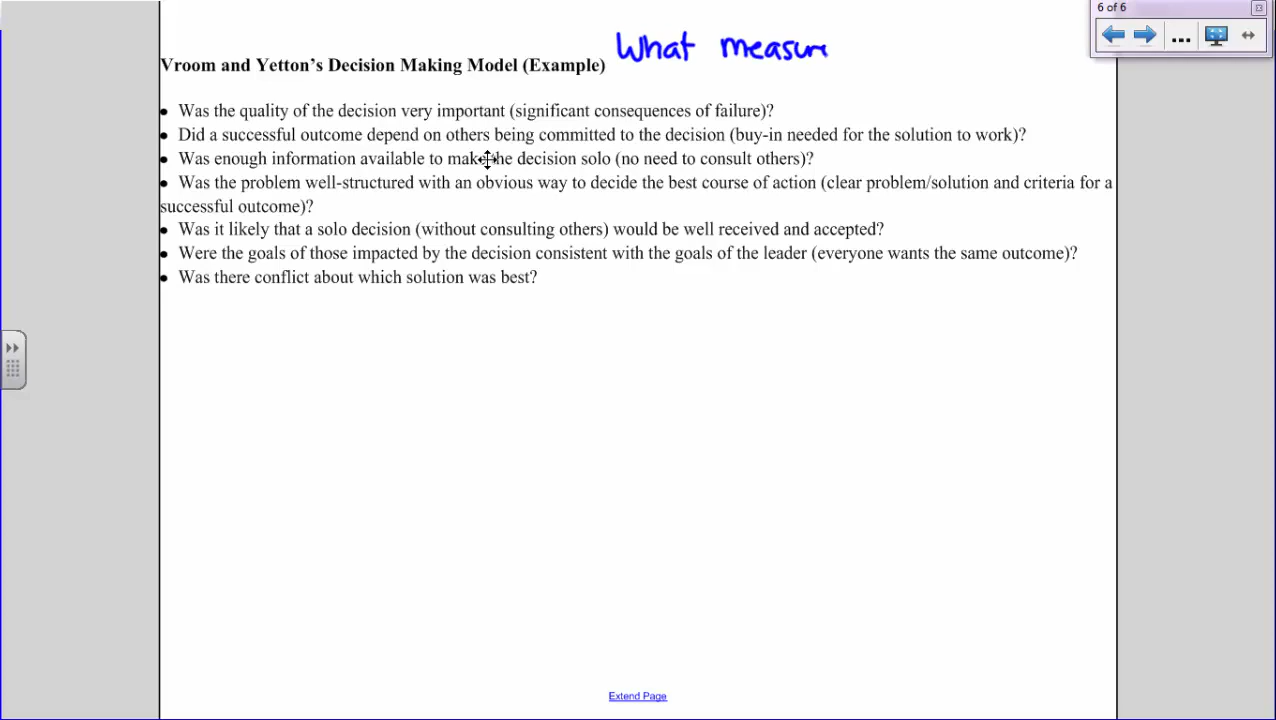 6 of 6
What measur
Vroom and Yetton's Decision Making Model (Example)
• Was the quality of the decision very important (significant consequences of failure)?
• Did a successful outcome depend on others being committed to the decision (buy-in needed for the solution to work)?
• Was enough information available to make the decision solo (no need to consult others)?
• Was the problem well-structured with an obvious way to decide the best course of action (clear problem/solution and criteria for a
successful outcome)?
• Was it likely that a solo decision (without consulting others) would be well received and accepted?
• Were the goals of those impacted by the decision consistent with the goals of the leader (everyone wants the same outcome)?
• Was there conflict about which solution was best?
Extend Page